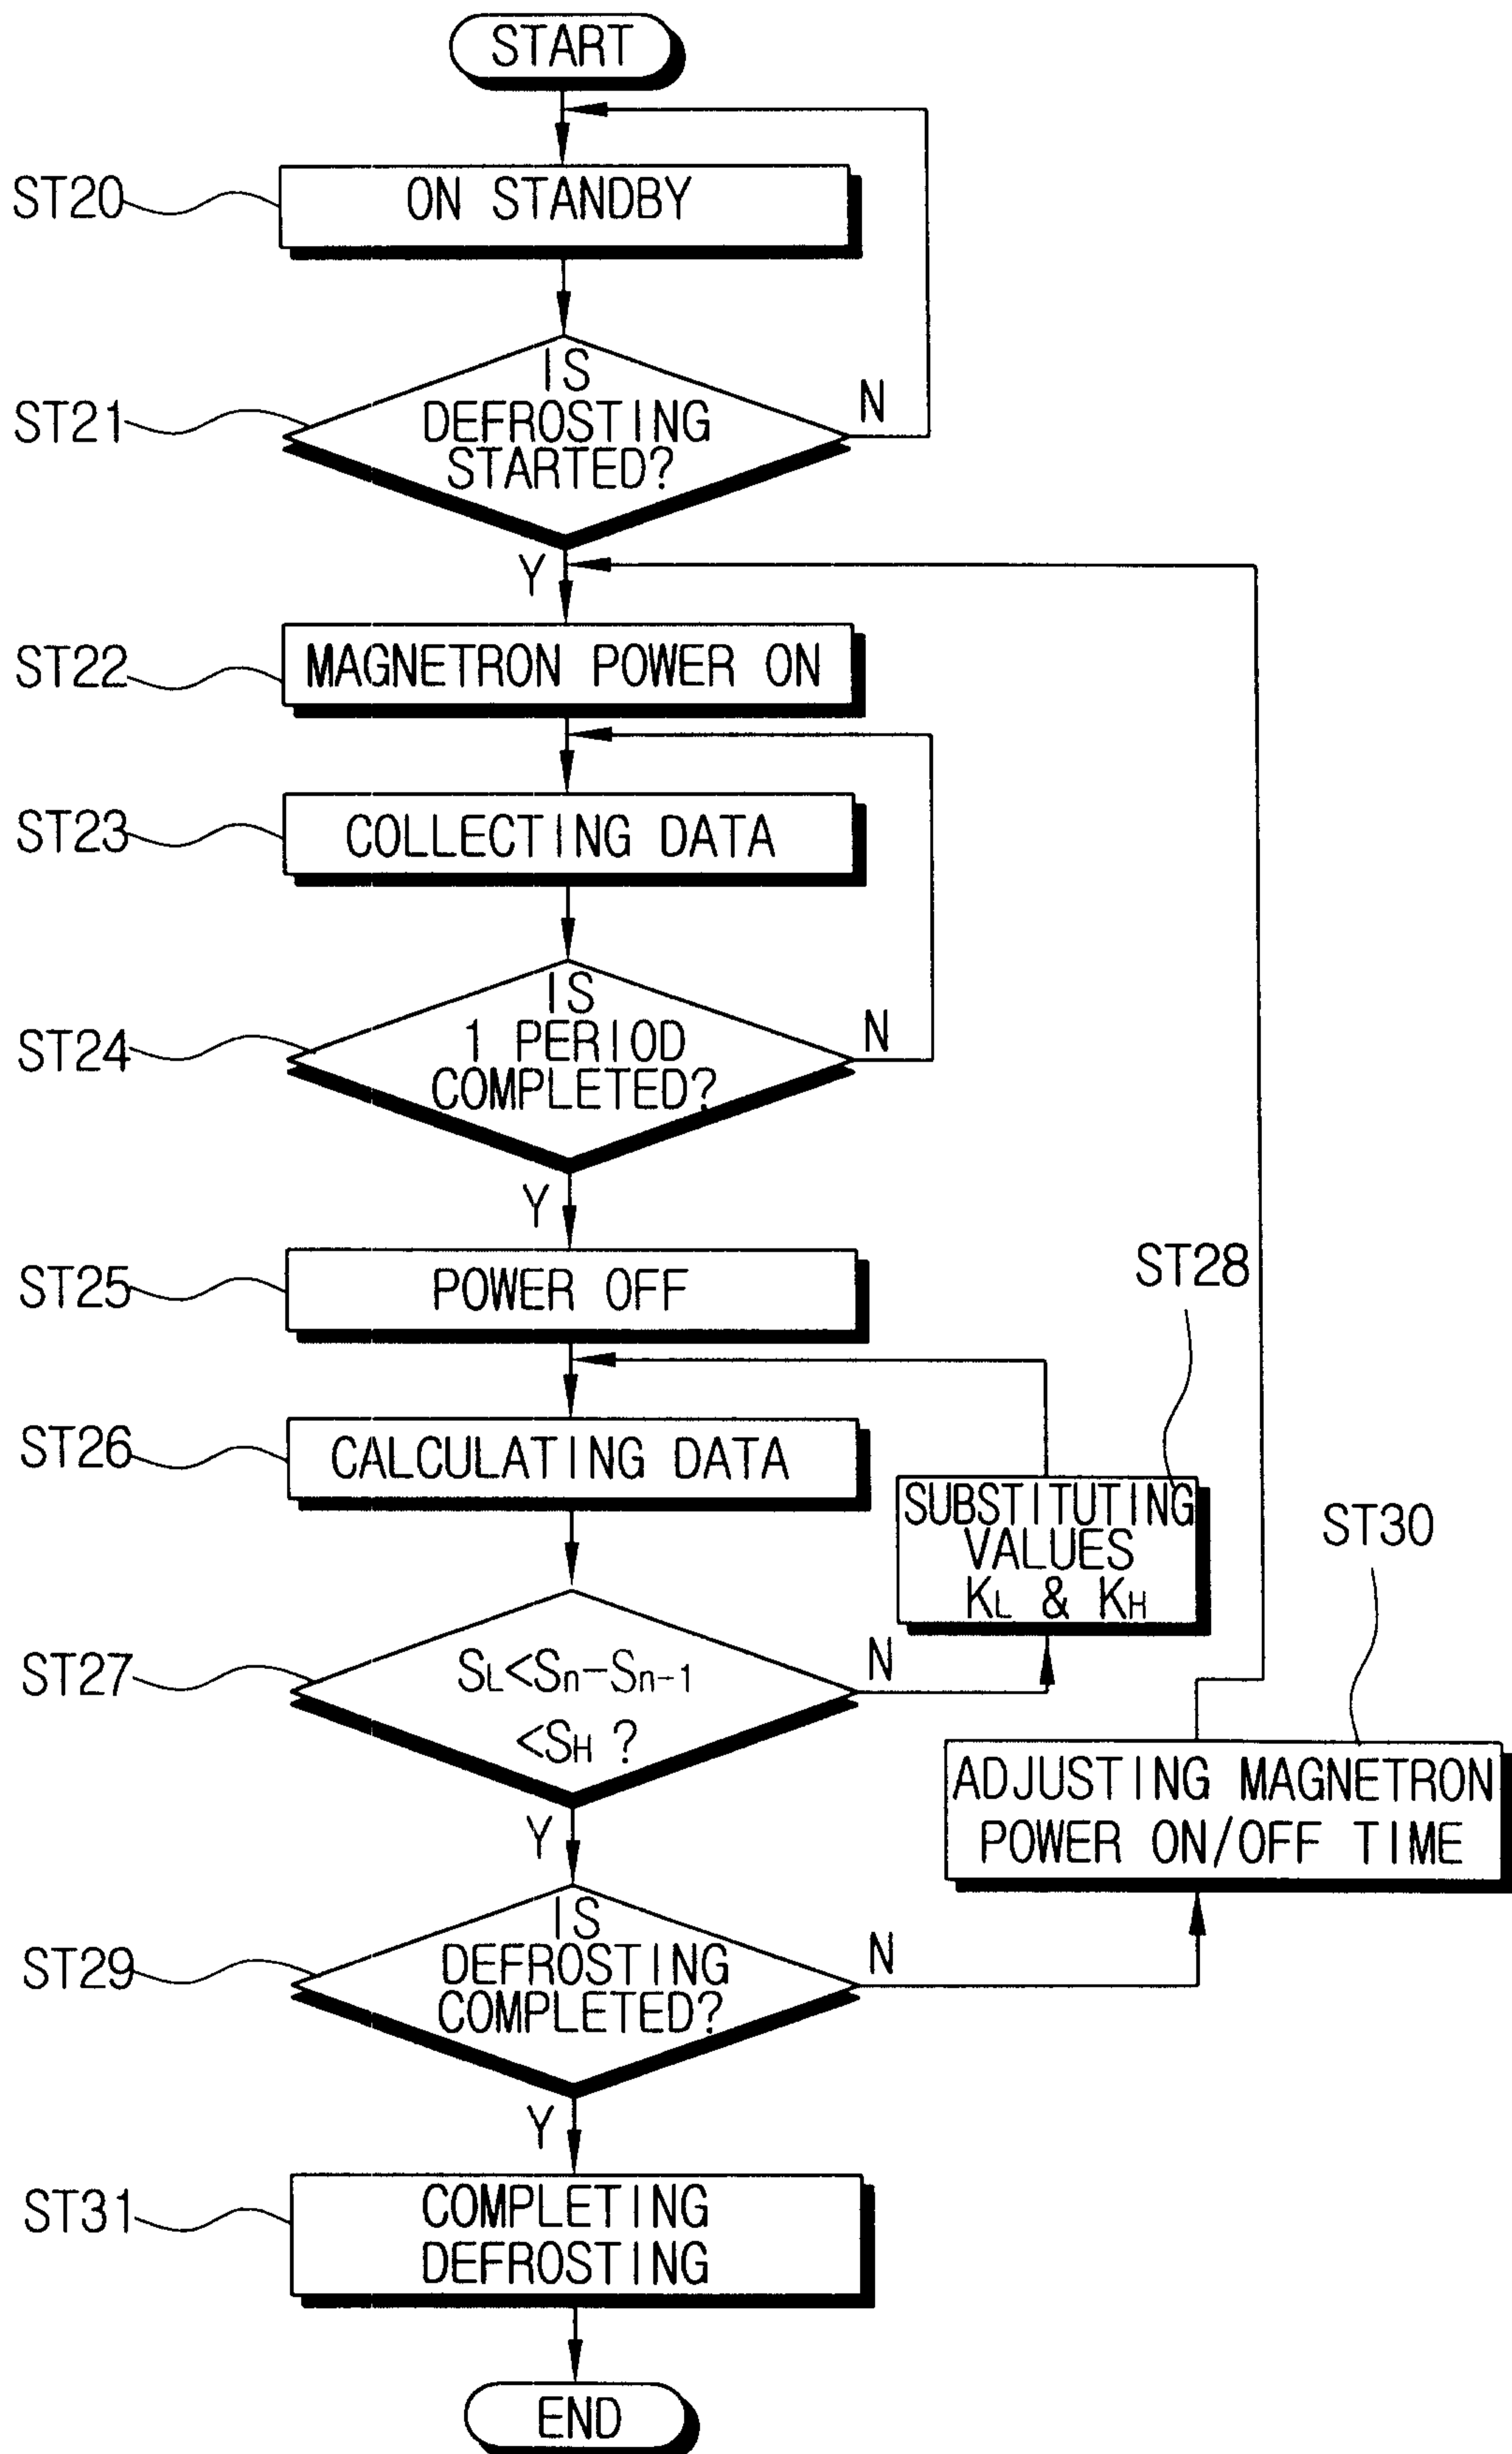 START
ST20
ON STANDBY
ST21
IS
DEFROSTING
STARTED?
N
Y
ST22
MAGNETRON POWER ON
ST23
COLLECTING DATA
ST24
IS
1 PERIOD
COMPLETED?
N
Y
ST25
POWER OFF
ST28
ST26
CALCULATING DATA
SUBSTITUTING
VALUES
KL & KH
ST30
ST27
SL<Sn-Sn-1
<SH ?
N
Y
ADJUSTING MAGNETRON
POWER ON/OFF TIME
ST29
IS
DEFROSTING
COMPLETED?
N
Y
ST31
COMPLETING
DEFROSTING
END